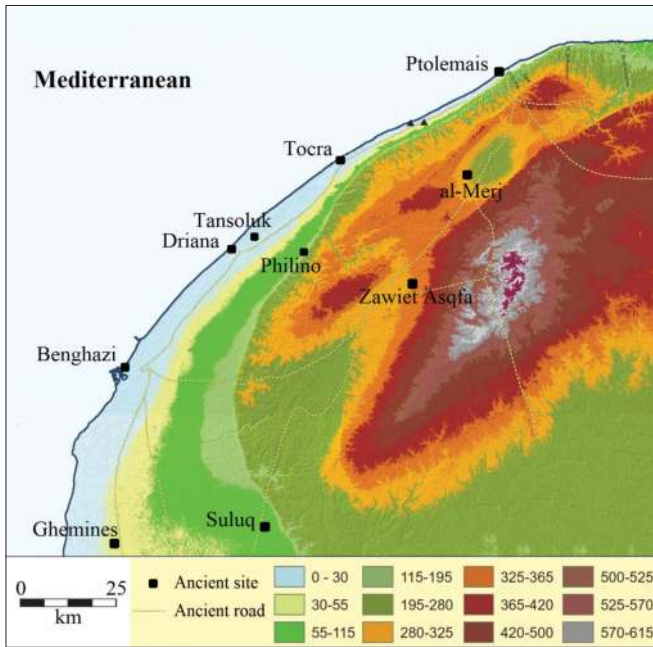 Ptolemais
Mediterranean
Tocra
al-Merj
Tansoluk
Driana
Philino
Zawiet Asqfa
Benghazi
Suluq
Ghemines
0 25
km
Ancient site
Ancient road
0 - 30
30-55
55-115
115-195
195-280
280-325
325-365
365-420
420-500
500-525
525-570
570-615